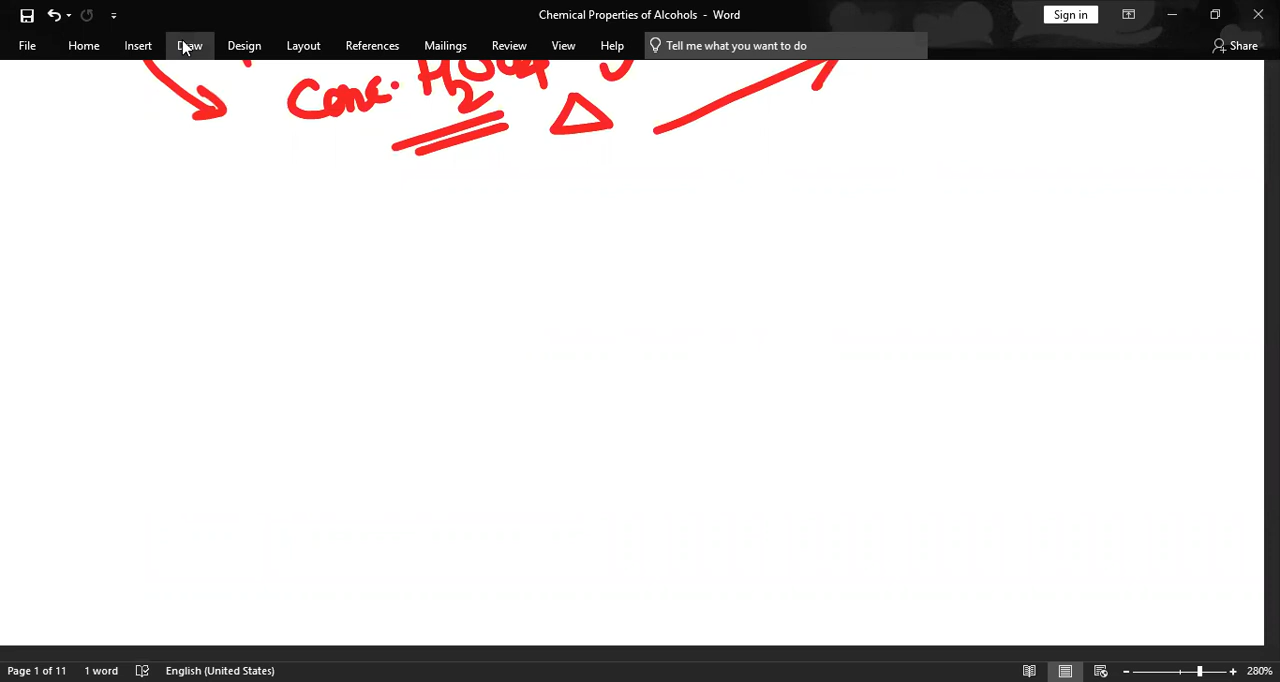 Chemical Properties of Alcohols - Word
Sign in
File Home Insert Draw Design Layout References Mailings Review View Help Tell me what you want to do Share
Conc. H2SO4 Δ
Page 1 of 11 1 word English (United States) 280%